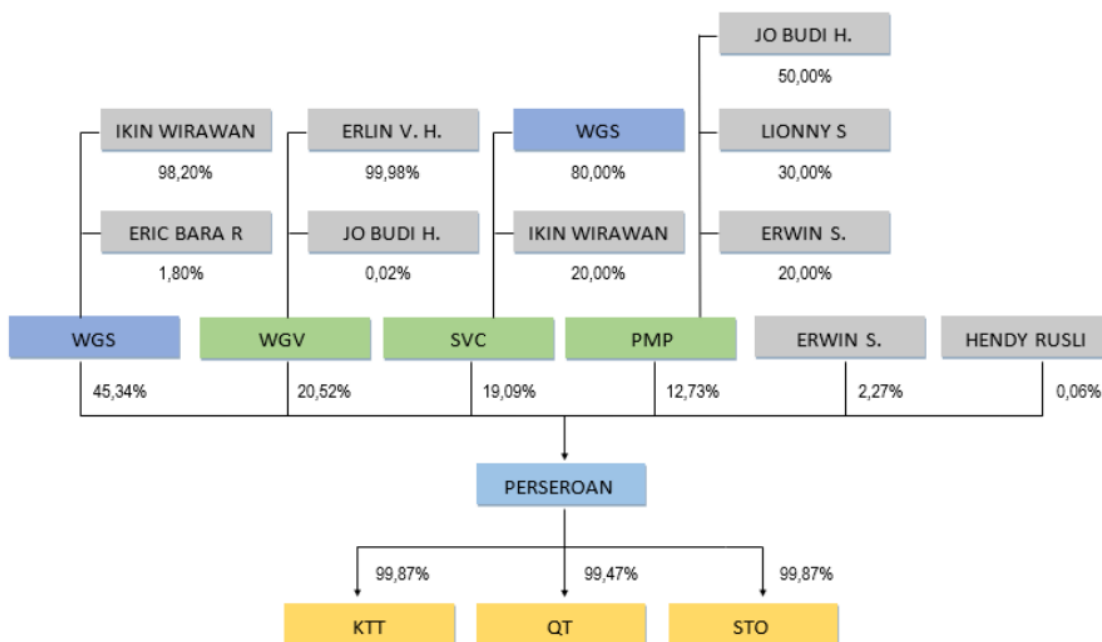 JO BUDI H.
50,00%
IKIN WIRAWAN
ERLIN V. H.
WGS
LIONNY S
98,20%
99,98%
80,00%
30,00%
ERIC BARA R
JO BUDI H.
IKIN WIRAWAN
ERWIN S.
1,80%
0,02%
20,00%
20,00%
WGS
WGV
SVC
PMP
ERWIN S.
HENDY RUSLI
45,34%
20,52%
19,09%
12,73%
2,27%
0,06%
PERSEROAN
99,87%
99,47%
99,87%
KTT
QT
STO